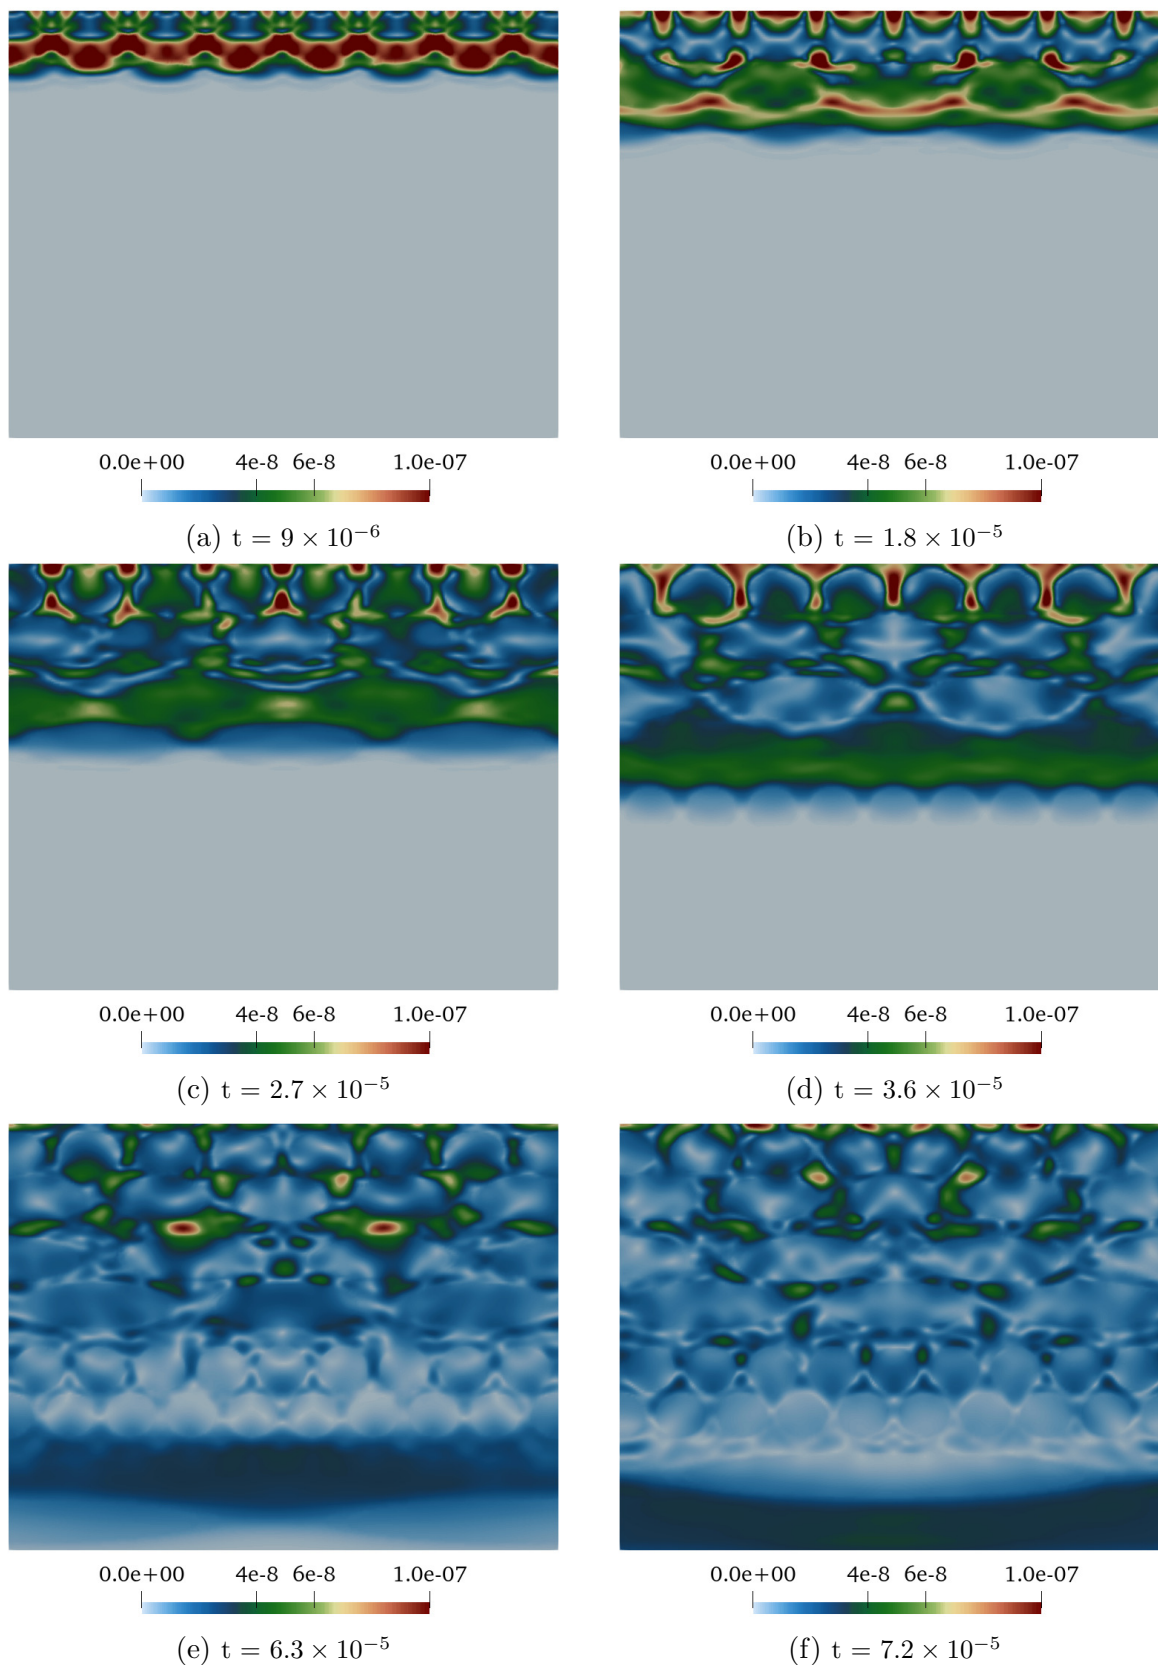 0.0e+00 4e-8 6e-8 1.0e-07
0.0e+00 4e-8 6e-8 1.0e-07
(a) t = 9 × 10⁻⁶
(b) t = 1.8 × 10⁻⁵
0.0e+00 4e-8 6e-8 1.0e-07
0.0e+00 4e-8 6e-8 1.0e-07
(c) t = 2.7 × 10⁻⁵
(d) t = 3.6 × 10⁻⁵
0.0e+00 4e-8 6e-8 1.0e-07
0.0e+00 4e-8 6e-8 1.0e-07
(e) t = 6.3 × 10⁻⁵
(f) t = 7.2 × 10⁻⁵